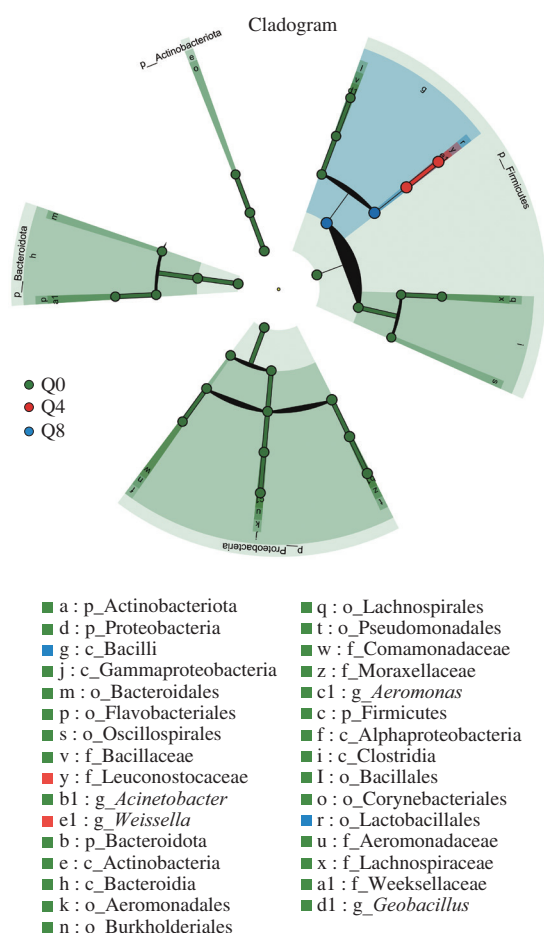 Cladogram
p__Actinobacteriota
e
o
l
v
g
r
y
p__Firmicutes
m
h
p__Bacteroidota
p
a1
x
b
l
s
Q0
Q4
Q8
w
n
t
u
k
z
t
p__Proteobacteria
a : p_Actinobacteriota
d : p_Proteobacteria
g : c_Bacilli
j : c_Gammaproteobacteria
m : o_Bacteroidales
p : o_Flavobacteriales
s : o_Oscillospirales
v : f_Bacillaceae
y : f_Leuconostocaceae
b1 : g_Acinetobacter
e1 : g_Weissella
b : p_Bacteroidota
e : c_Actinobacteria
h : c_Bacteroidia
k : o_Aeromonadales
n : o_Burkholderiales
q : o_Lachnospirales
t : o_Pseudomonadales
w : f_Comamonadaceae
z : f_Moraxellaceae
c1 : g_Aeromonas
c : p_Firmicutes
f : c_Alphaproteobacteria
i : c_Clostridia
I : o_Bacillales
o : o_Corynebacteriales
r : o_Lactobacillales
u : f_Aeromonadaceae
x : f_Lachnospiraceae
a1 : f_Weeksellaceae
d1 : g_Geobacillus